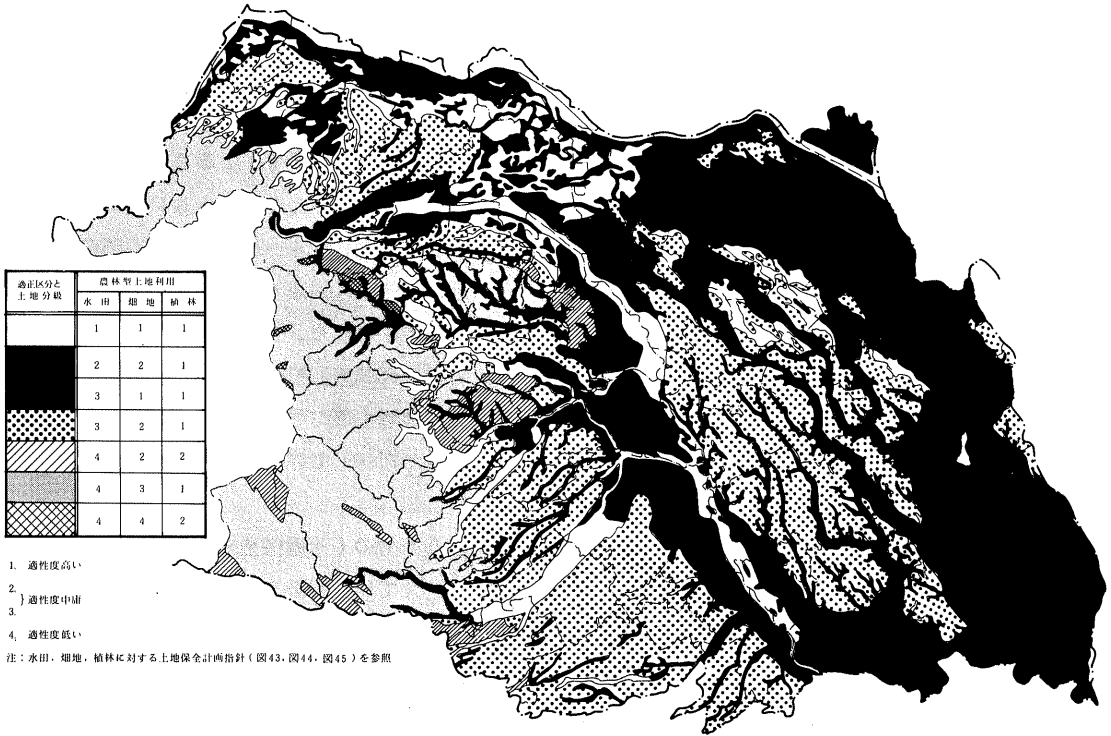 適正区分と
土地分級
農林型土地利用
水田 畑地 植林
1 1 1
2 2 1
3 1 1
3 2 1
4 2 2
4 3 1
4 4 2
1. 適性度高い
2.
} 適性度中庸
3.
4. 適性度低い
注:水田,畑地,植林に対する土地保全計画指針(図43,図44,図45)を参照